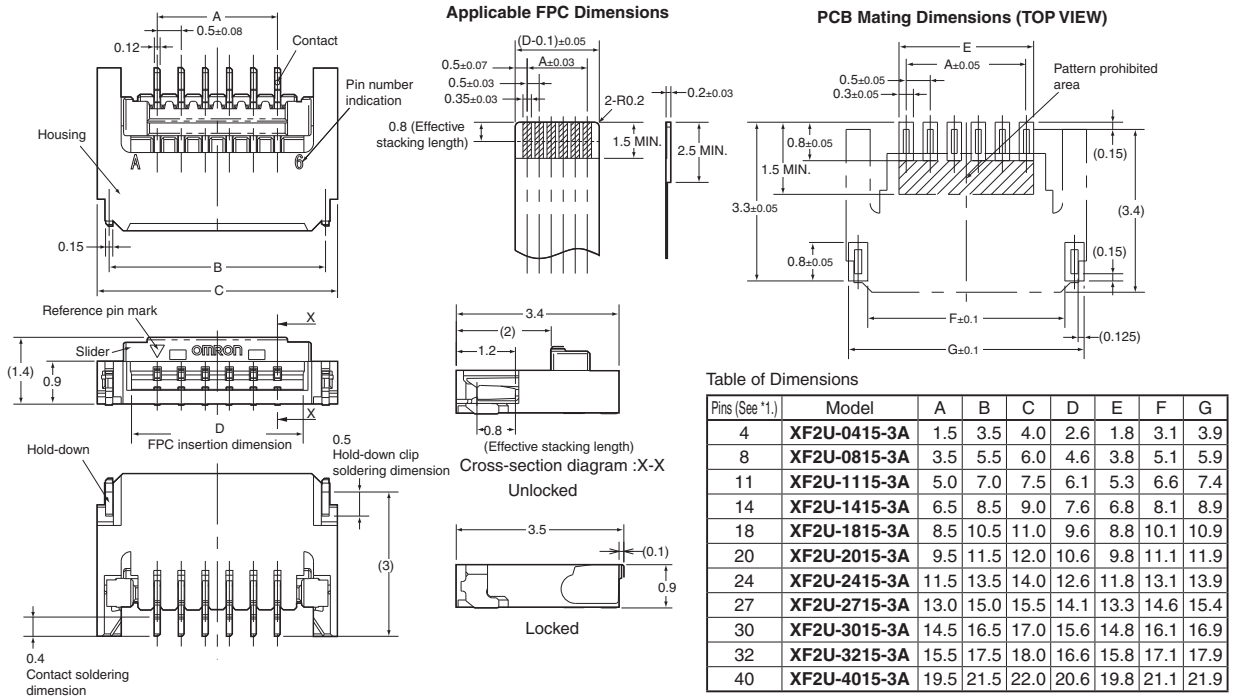 A
0.5±0.08
0.12
Contact
Pin number
indication
Housing
A
6
0.15
B
C
Reference pin mark
X
Slider
OMRON
(1.4)
0.9
X
D
FPC insertion dimension
Hold-down
0.5
Hold-down clip
soldering dimension
(3)
0.4
Contact soldering
dimension
Applicable FPC Dimensions
(D-0.1)±0.05
0.5±0.07
A±0.03
0.5±0.03
0.35±0.03
0.2±0.03
2-R0.2
0.8 (Effective
stacking length)
1.5 MIN.
2.5 MIN.
3.4
(2)
1.2
0.8
(Effective stacking length)
Cross-section diagram :X-X
Unlocked
3.5
(0.1)
0.9
Locked
PCB Mating Dimensions (TOP VIEW)
E
A±0.05
Pattern prohibited
area
0.5±0.05
0.3±0.05
0.8±0.05
(0.15)
1.5 MIN.
3.3±0.05
(3.4)
0.8±0.05
(0.15)
F±0.1
(0.125)
G±0.1
Table of Dimensions
Pins (See *1.) Model A B C D E F G
4 XF2U-0415-3A 1.5 3.5 4.0 2.6 1.8 3.1 3.9
8 XF2U-0815-3A 3.5 5.5 6.0 4.6 3.8 5.1 5.9
11 XF2U-1115-3A 5.0 7.0 7.5 6.1 5.3 6.6 7.4
14 XF2U-1415-3A 6.5 8.5 9.0 7.6 6.8 8.1 8.9
18 XF2U-1815-3A 8.5 10.5 11.0 9.6 8.8 10.1 10.9
20 XF2U-2015-3A 9.5 11.5 12.0 10.6 9.8 11.1 11.9
24 XF2U-2415-3A 11.5 13.5 14.0 12.6 11.8 13.1 13.9
27 XF2U-2715-3A 13.0 15.0 15.5 14.1 13.3 14.6 15.4
30 XF2U-3015-3A 14.5 16.5 17.0 15.6 14.8 16.1 16.9
32 XF2U-3215-3A 15.5 17.5 18.0 16.6 15.8 17.1 17.9
40 XF2U-4015-3A 19.5 21.5 22.0 20.6 19.8 21.1 21.9